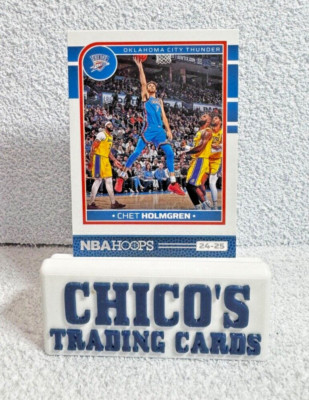 OKLAHOMA CITY THUNDER
CHET HOLMGREN
NBA HOOPS 24-25
CHICO'S
TRADING CARDS